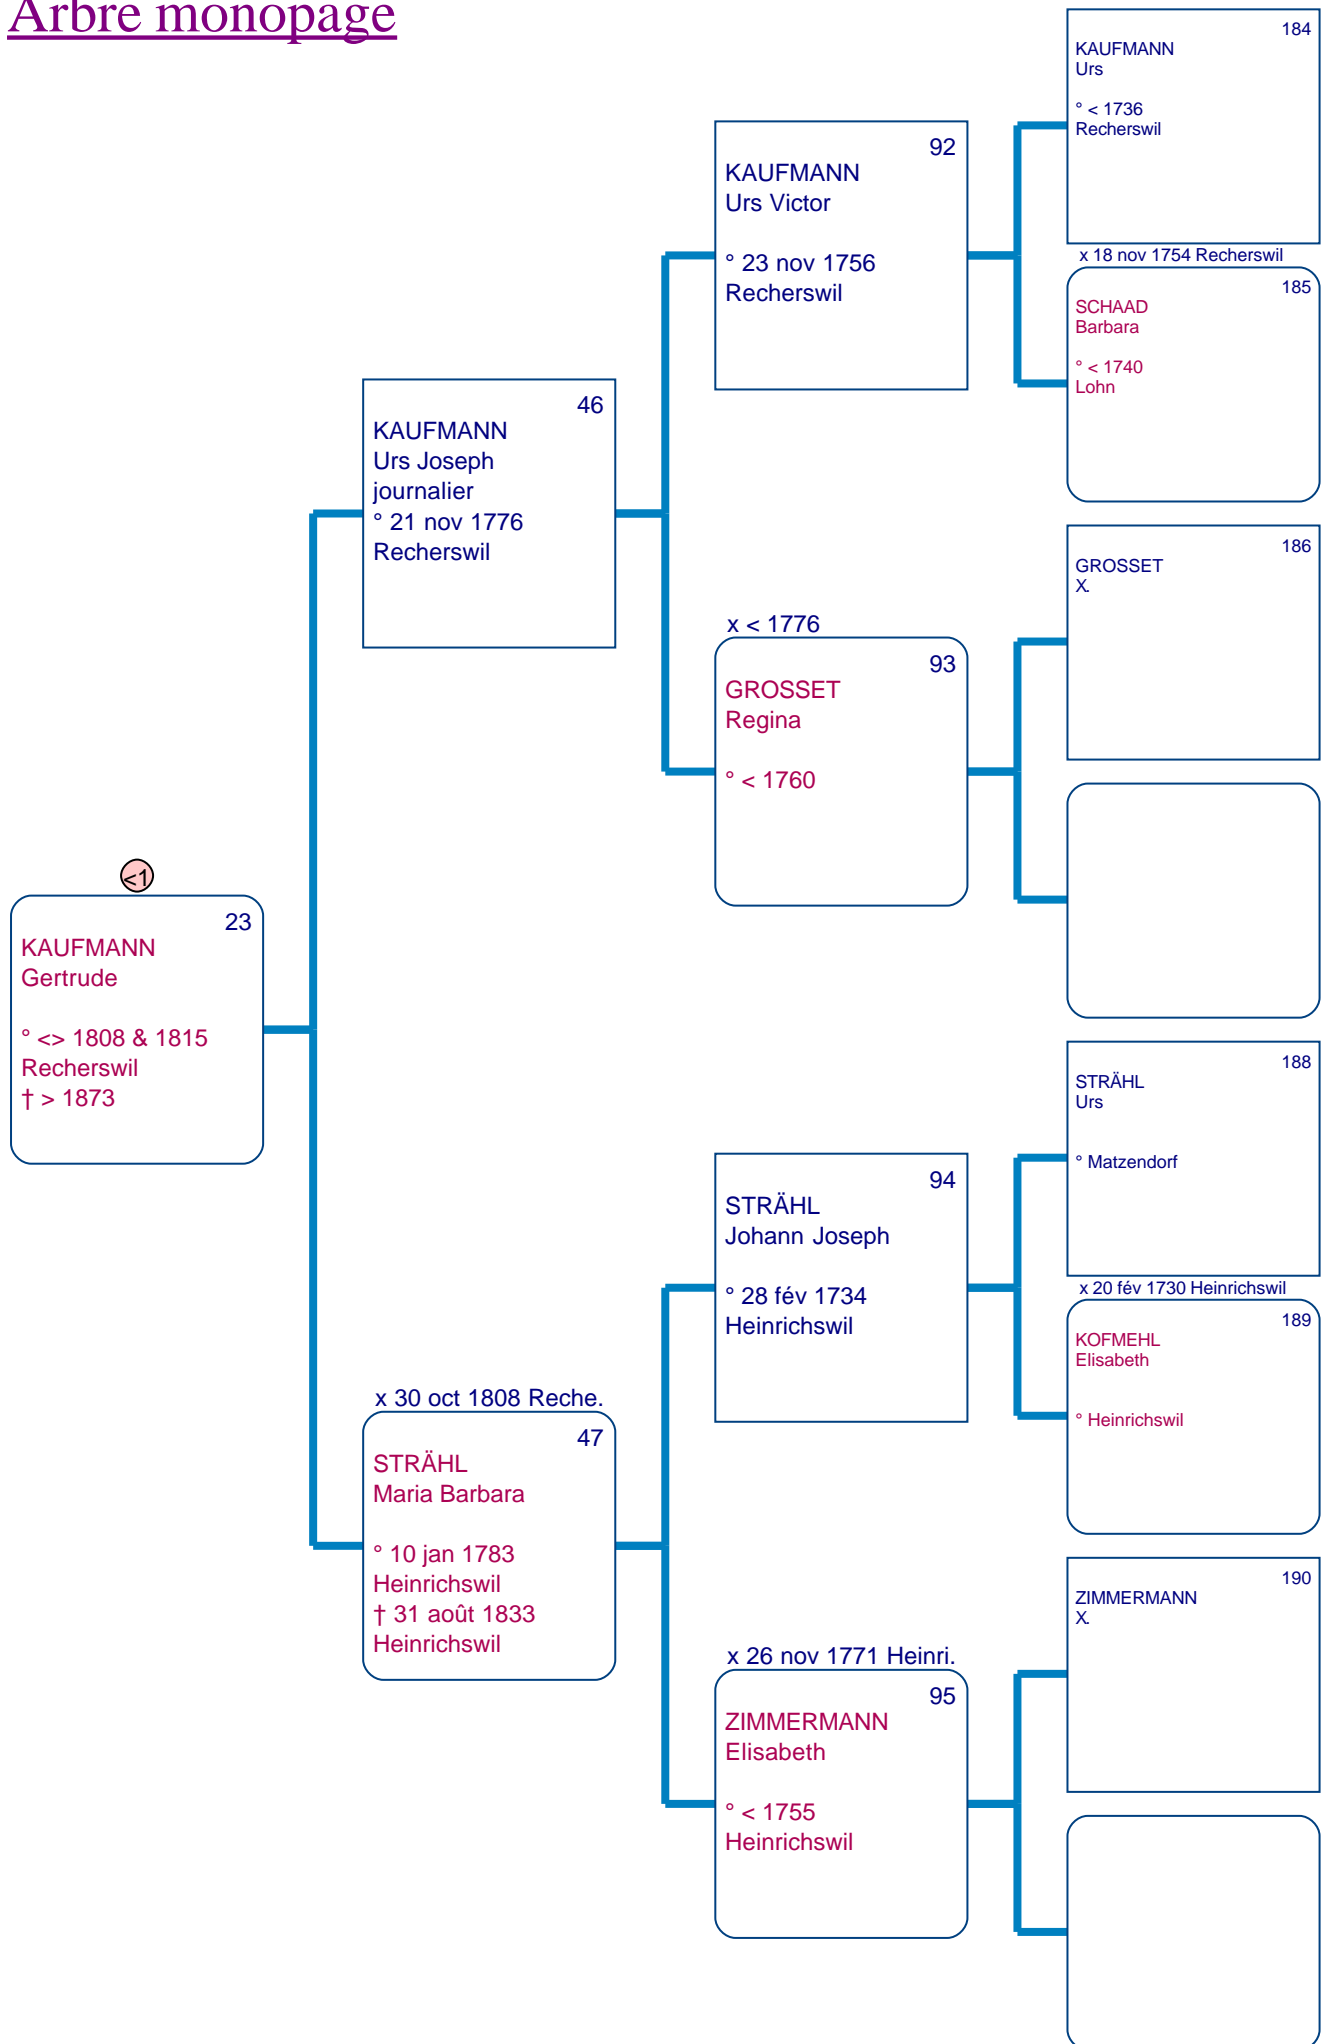 Arbre monopage
184
KAUFMANN
Urs
° < 1736
Recherswil
92
KAUFMANN
Urs Victor
° 23 nov 1756
Recherswil
x 18 nov 1754 Recherswil
185
SCHAAD
Barbara
° < 1740
Lohn
46
KAUFMANN
Urs Joseph
journalier
° 21 nov 1776
Recherswil
186
GROSSET
X.
x < 1776
93
GROSSET
Regina
° < 1760
<1
23
KAUFMANN
Gertrude
° <> 1808 & 1815
Recherswil
† > 1873
188
STRÄHL
Urs
° Matzendorf
94
STRÄHL
Johann Joseph
° 28 fév 1734
Heinrichswil
x 20 fév 1730 Heinrichswil
189
KOFMEHL
Elisabeth
° Heinrichswil
x 30 oct 1808 Reche.
47
STRÄHL
Maria Barbara
° 10 jan 1783
Heinrichswil
† 31 août 1833
Heinrichswil
190
ZIMMERMANN
X.
x 26 nov 1771 Heinri.
95
ZIMMERMANN
Elisabeth
° < 1755
Heinrichswil